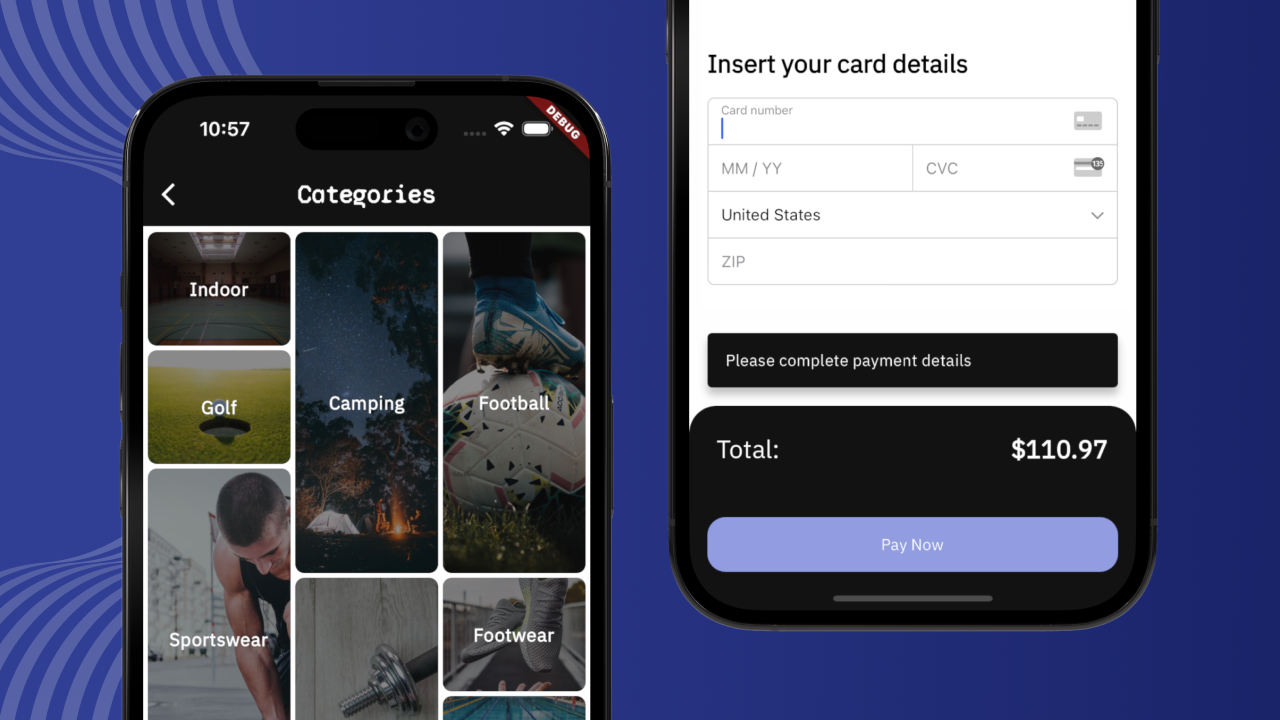 10:57
DEBUG
Categories
Indoor
Golf
Camping
Football
Sportswear
Footwear
Insert your card details
Card number
MM / YY
CVC
135
United States
ZIP
Please complete payment details
Total:
$110.97
Pay Now